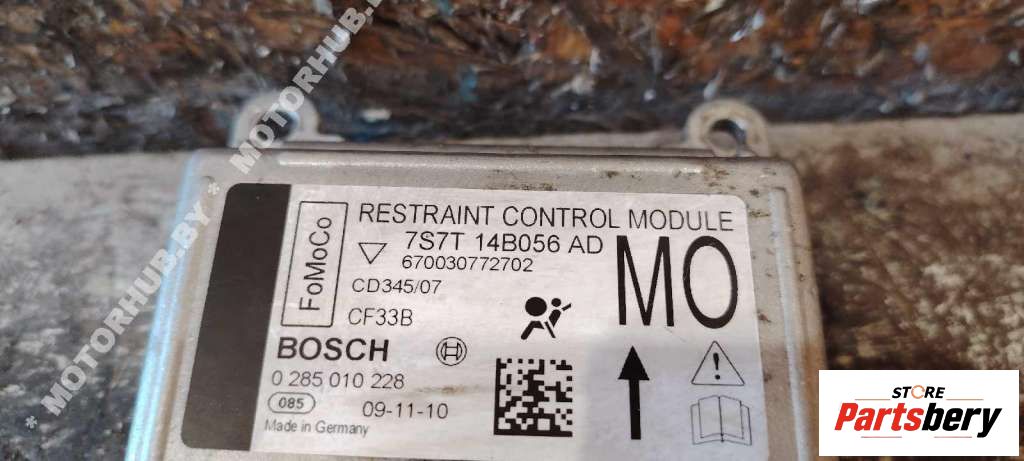 * MOTORHUB.BY * MOTORHUB.BY
RESTRAINT CONTROL MODULE
FoMoCo
7S7T 14B056 AD
670030772702
CD345/07
CF33B
MO
BOSCH
0 285 010 228
085
09-11-10
Made in Germany
STORE
Partsbery